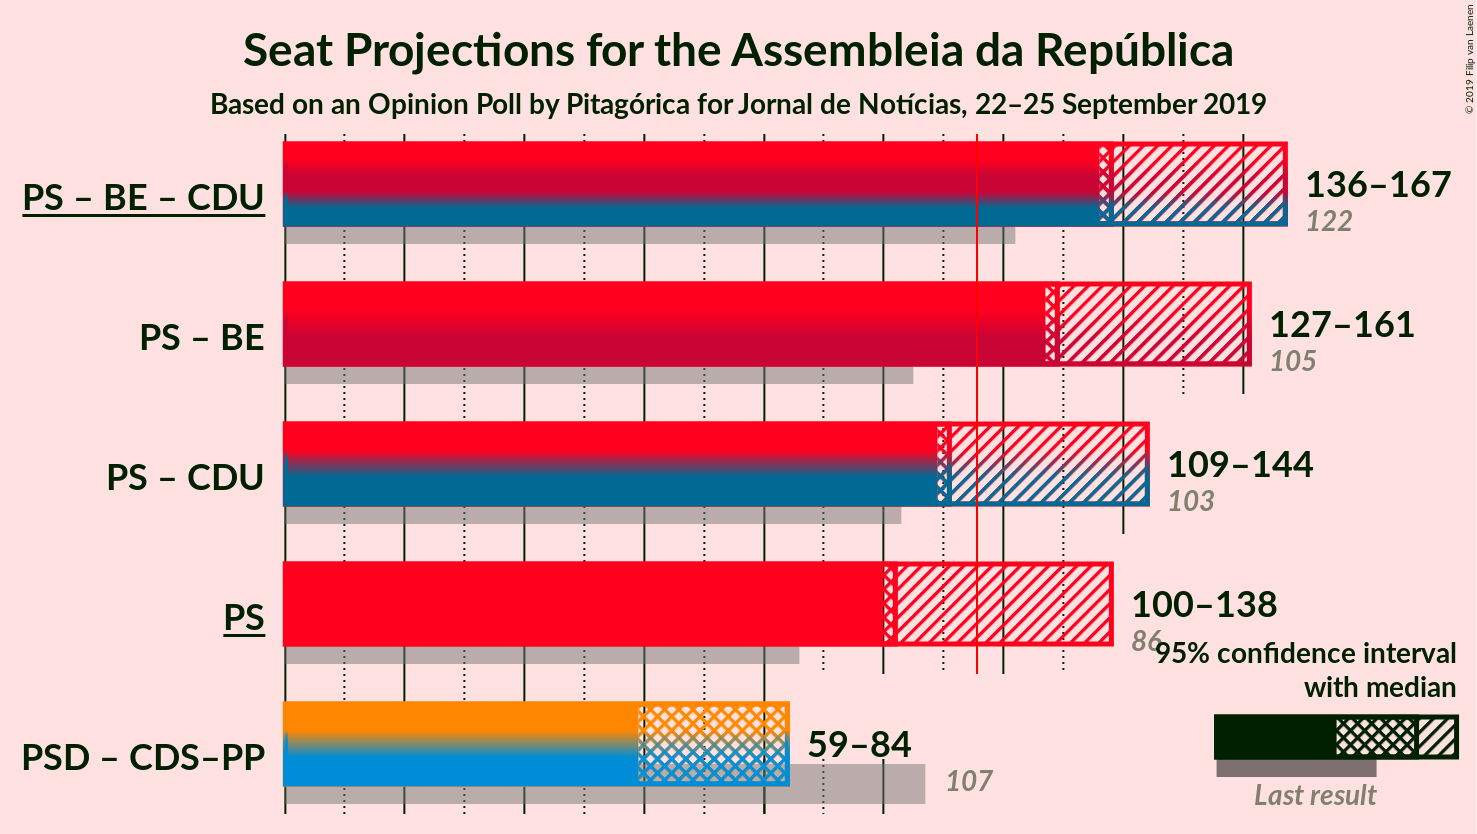 Seat Projections for the Assembleia da República
Based on an Opinion Poll by Pitagórica for Jornal de Notícias, 22–25 September 2019
© 2019 Filip van Laenen
PS – BE – CDU
136–167
122
PS – BE
127–161
105
PS – CDU
109–144
103
PS
100–138
86
95% confidence interval
with median
PSD – CDS–PP
59–84
107
Last result